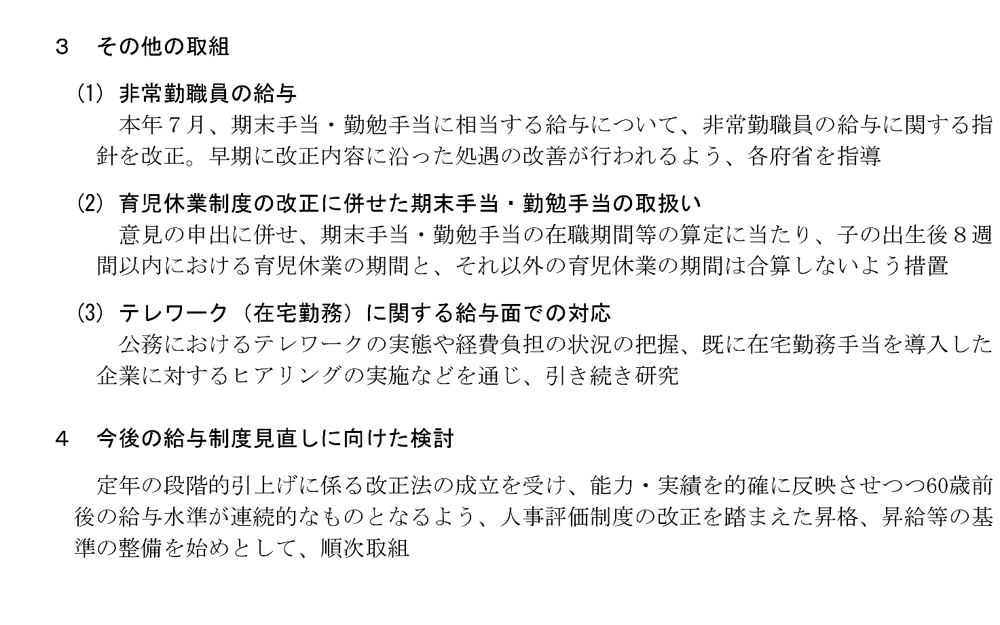 ３　その他の取組
(1) 非常勤職員の給与
本年７月、期末手当・勤勉手当に相当する給与について、非常勤職員の給与に関する指
針を改正。早期に改正内容に沿った処遇の改善が行われるよう、各府省を指導
(2) 育児休業制度の改正に併せた期末手当・勤勉手当の取扱い
意見の申出に併せ、期末手当・勤勉手当の在職期間等の算定に当たり、子の出生後８週
間以内における育児休業の期間と、それ以外の育児休業の期間は合算しないよう措置
(3) テレワーク（在宅勤務）に関する給与面での対応
公務におけるテレワークの実態や経費負担の状況の把握、既に在宅勤務手当を導入した
企業に対するヒアリングの実施などを通じ、引き続き研究
４　今後の給与制度見直しに向けた検討
定年の段階的引上げに係る改正法の成立を受け、能力・実績を的確に反映させつつ60歳前
後の給与水準が連続的なものとなるよう、人事評価制度の改正を踏まえた昇格、昇給等の基
準の整備を始めとして、順次取組